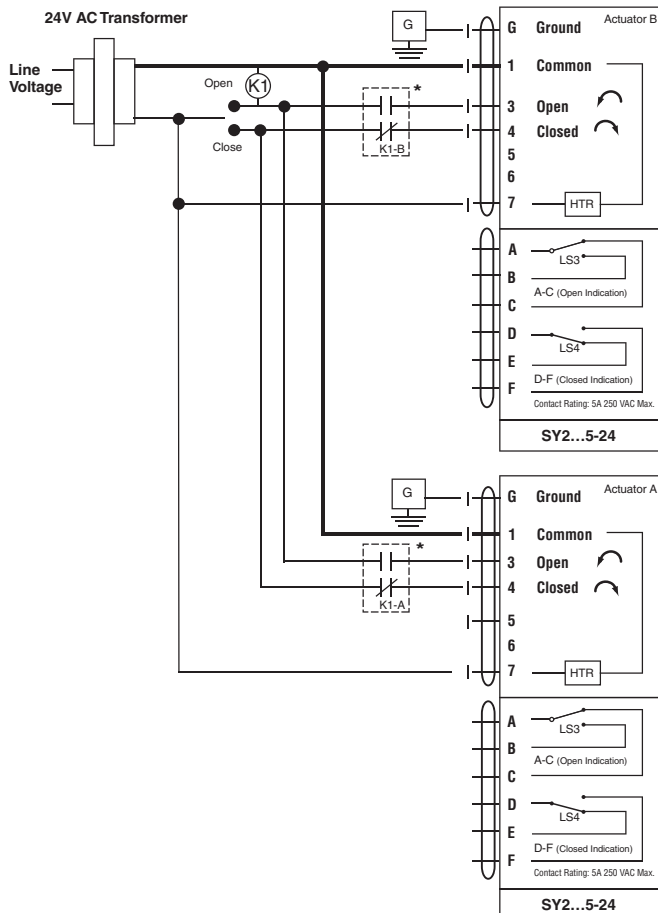 24V AC Transformer
Line
Voltage
Open
K1
Close
G
*
K1-B
Actuator B
G Ground
1 Common
3 Open
4 Closed
5
6
7 HTR
A
LS3
B
A-C (Open Indication)
C
D
LS4
E
D-F (Closed Indication)
F
Contact Rating: 5A 250 VAC Max.
SY2...5-24
G
*
K1-A
Actuator A
G Ground
1 Common
3 Open
4 Closed
5
6
7 HTR
A
LS3
B
A-C (Open Indication)
C
D
LS4
E
D-F (Closed Indication)
F
Contact Rating: 5A 250 VAC Max.
SY2...5-24